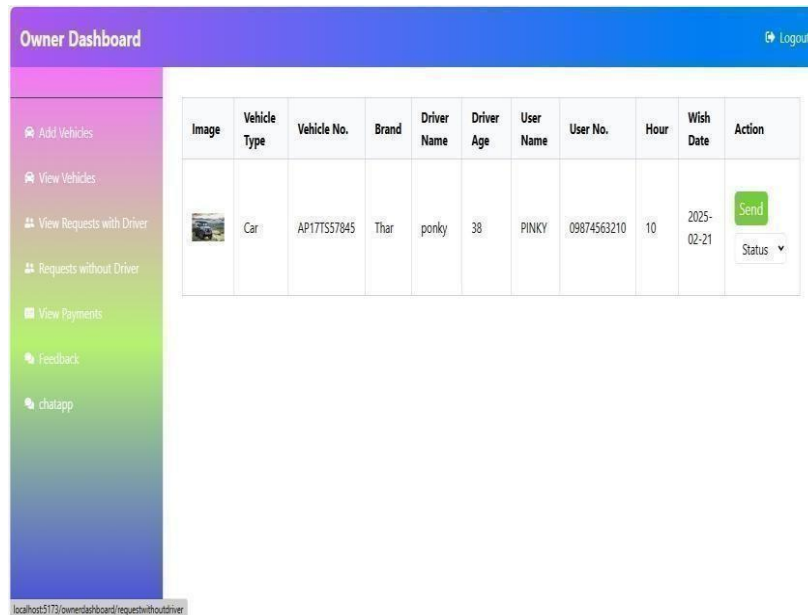 Owner Dashboard
Logout
Add Vehicles
View Vehicles
View Requests with Driver
Requests without Driver
View Payments
Feedback
chatapp
Image Vehicle Type Vehicle No. Brand Driver Name Driver Age User Name User No. Hour Wish Date Action
Car AP17TS57845 Thar ponky 38 PINKY 09874563210 10 2025-02-21 Send
Status
localhost:5173/ownerdashboard/requestwithoutdriver